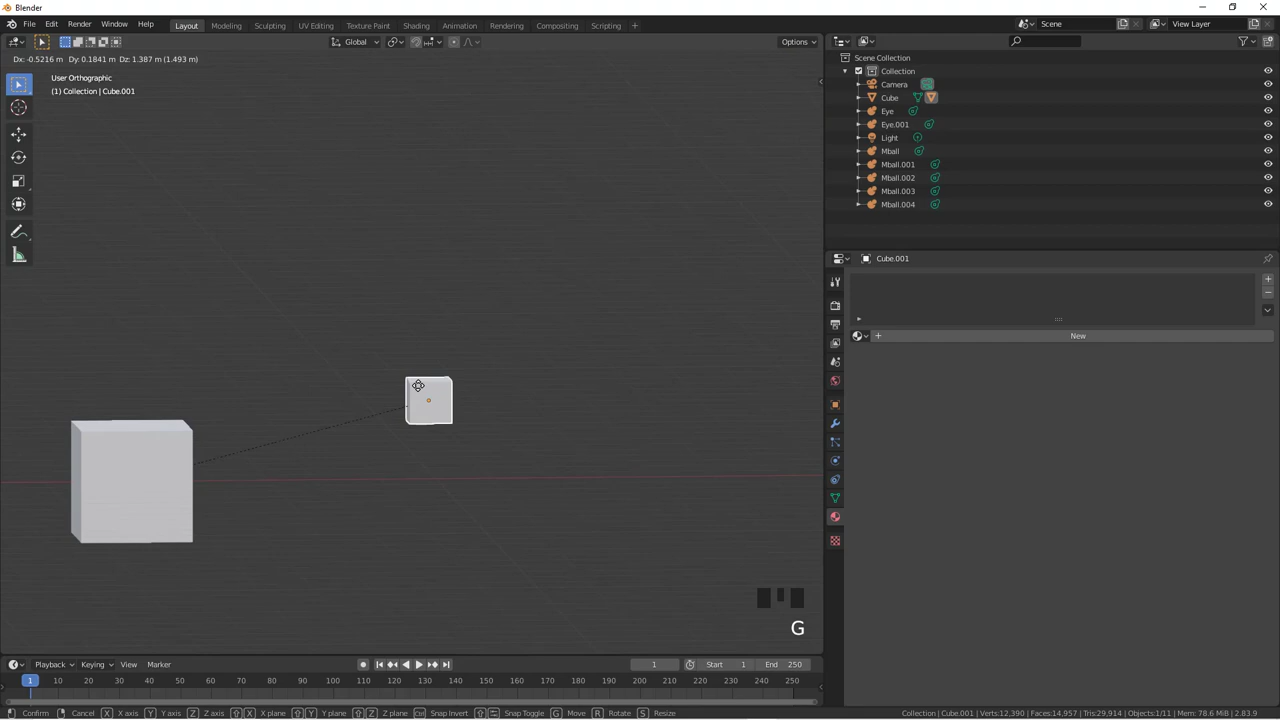 Blender
File Edit Render Window Help Layout Modeling Sculpting UV Editing Texture Paint Shading Animation Rendering Compositing Scripting + Scene View Layer
Global Options
Dx: -0.5216 m Dy: 0.1841 m Dz: 1.387 m (1.493 m)
User Orthographic
(1) Collection | Cube.001
Scene Collection
Collection
Camera
Cube
Eye
Eye.001
Light
Mball
Mball.001
Mball.002
Mball.003
Mball.004
Cube.001
New
G
Playback Keying View Marker 1 Start 1 End 250
1 10 20 30 40 50 60 70 80 90 100 110 120 130 140 150 160 170 180 190 200 210 220 230 240 250
Confirm Cancel X X axis Y Y axis Z Z axis X X plane Y Y plane Z Z plane Ctrl Snap Invert Snap Toggle G Move R Rotate S Resize Collection | Cube.001 | Verts:12,390 | Faces:14,957 | Tris:29,914 | Objects:1/11 | Mem: 78.6 MiB | 2.83.9